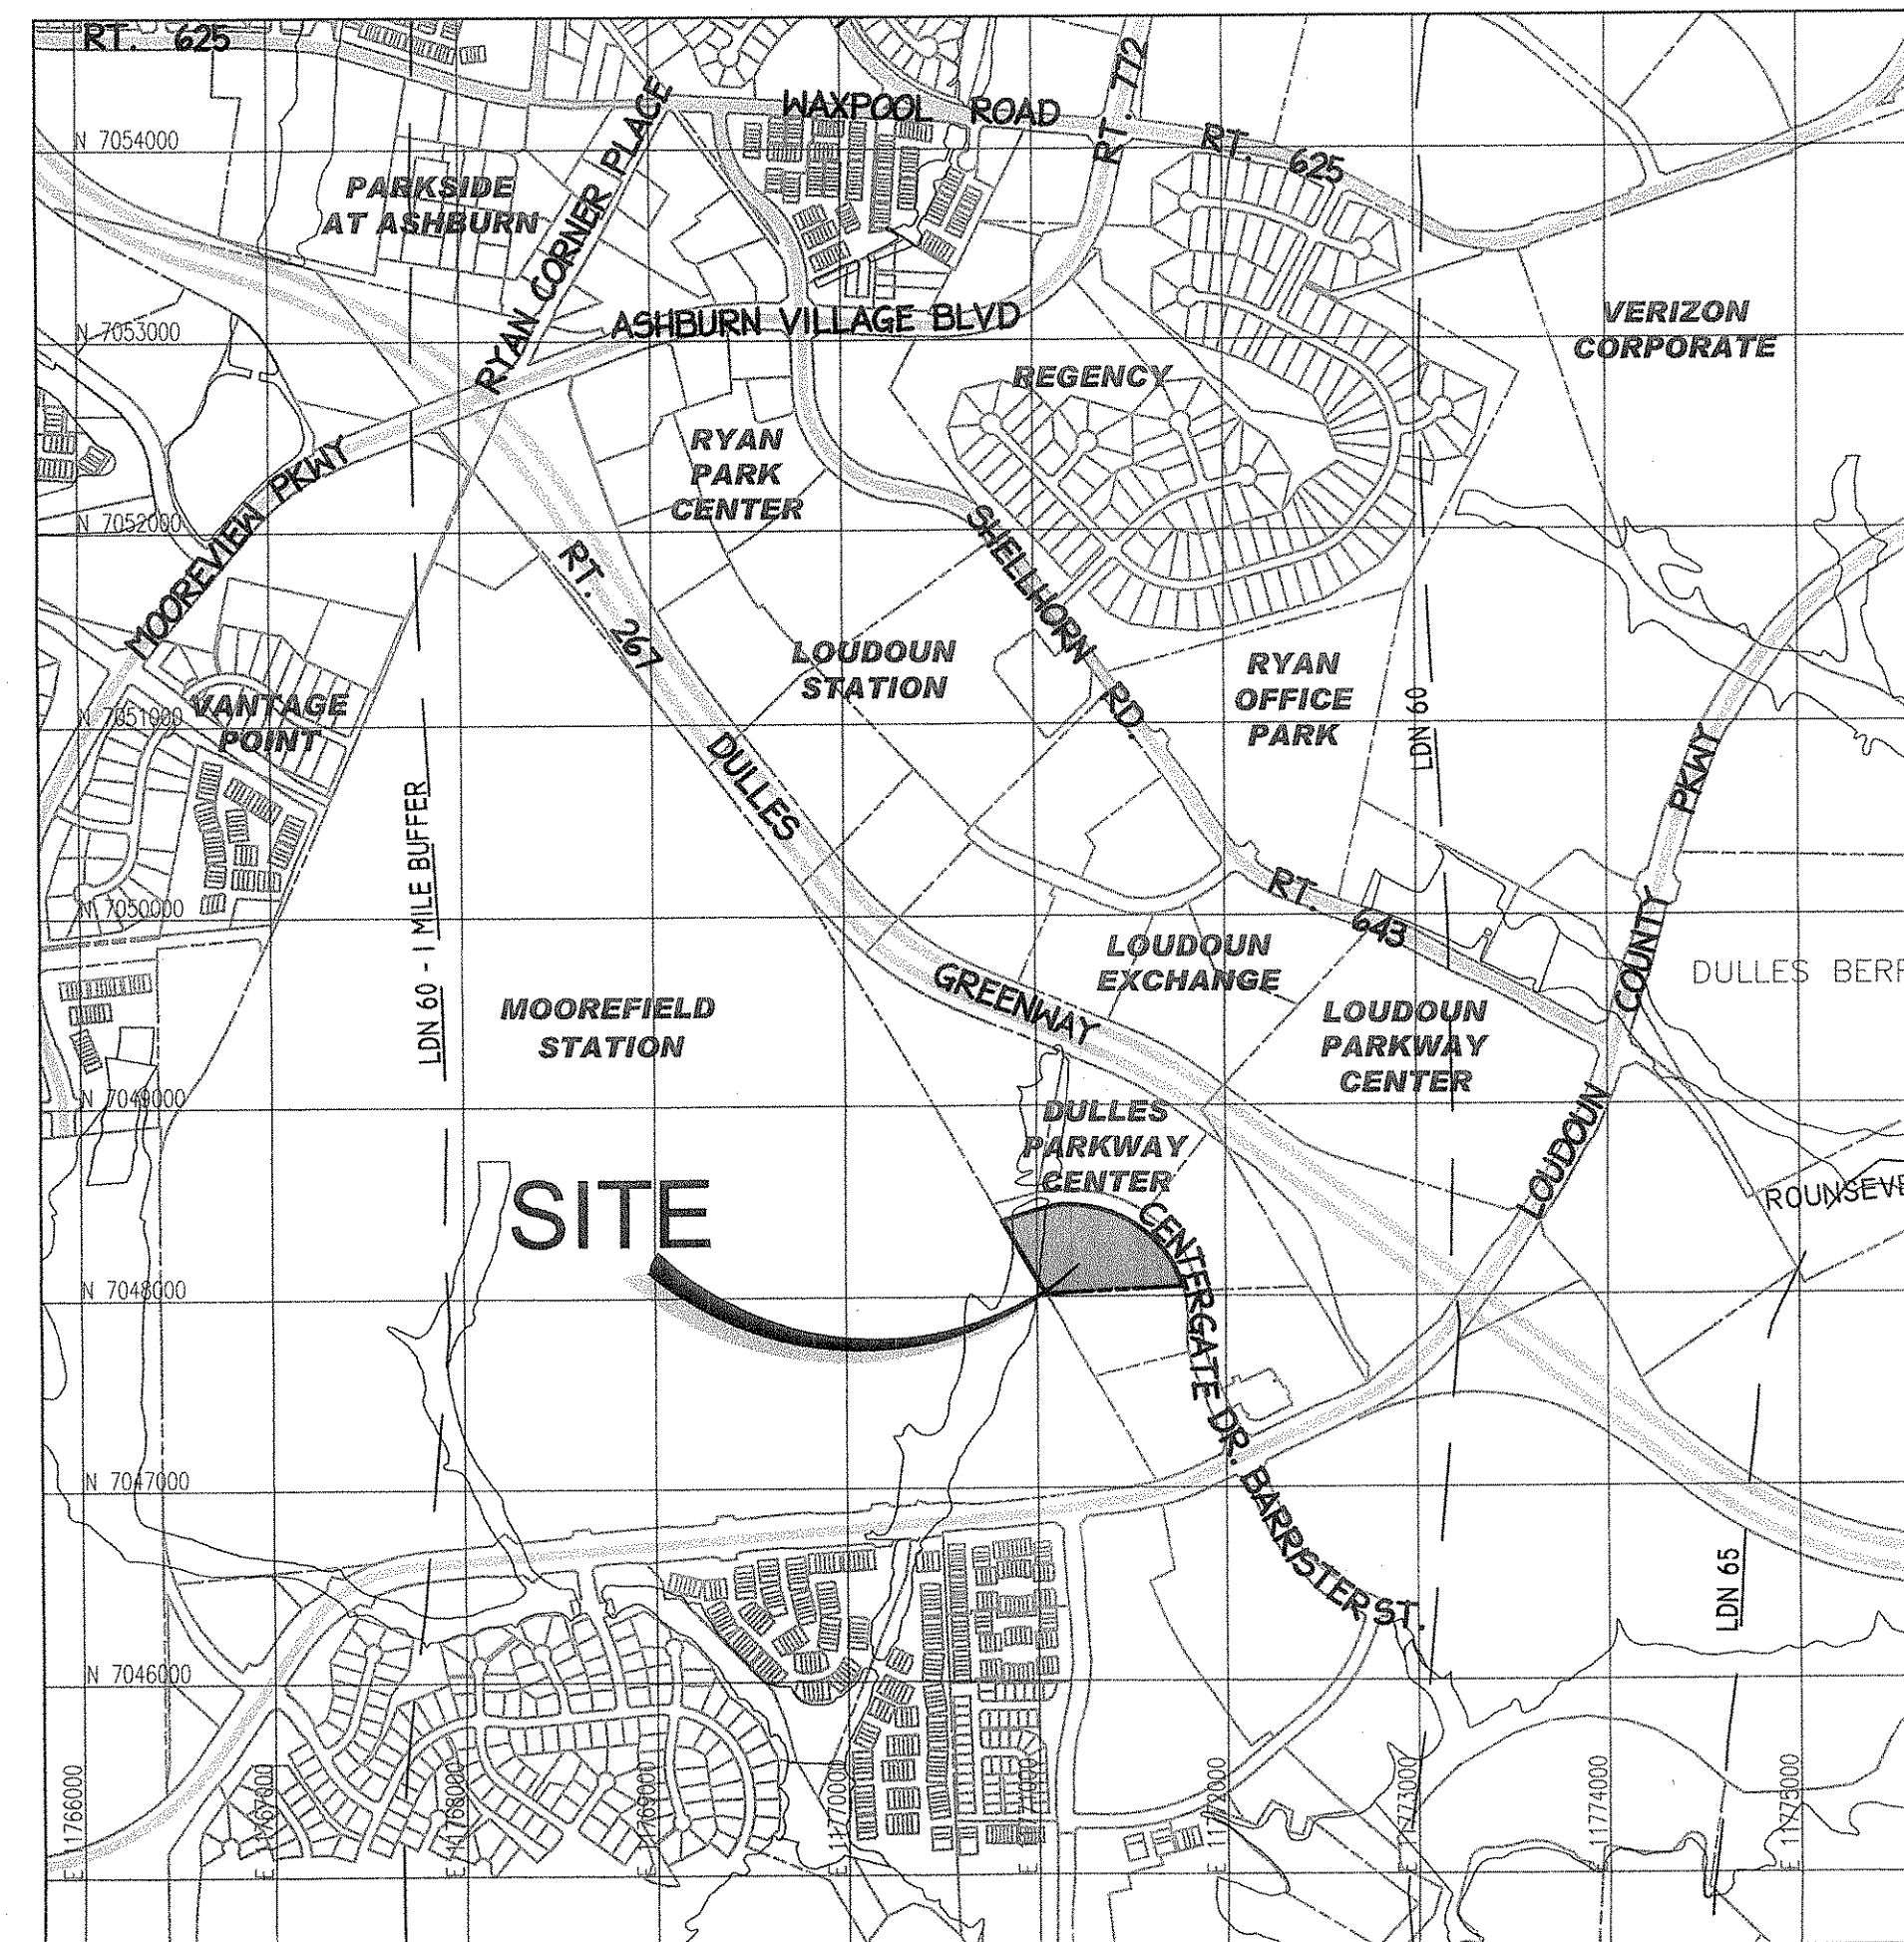 RT. 625
WAXPOOL ROAD
RT. 772
RT. 625
N 7054000
PARKSIDE
AT ASHBURN
RYAN CORNER PLACE
ASHBURN VILLAGE BLVD
N 7053000
VERIZON
CORPORATE
REGENCY
RYAN
PARK
CENTER
MOOREVIEW PKWY
N 7052000
SHELLHORN RD.
RT. 267
LOUDOUN
STATION
RYAN
OFFICE
PARK
LDN 60
N 7051000
VANTAGE
POINT
DULLES
GREENWAY
LDN 60 - 1 MILE BUFFER
N 7050000
RT. 643
LOUDOUN
COUNTY
PKWY
LOUDOUN
EXCHANGE
DULLES BERR
MOOREFIELD
STATION
LOUDOUN
PARKWAY
CENTER
N 7049000
DULLES
PARKWAY
CENTER
SITE
ROUNSEVE
CENTERGATE DR.
N 7048000
N 7047000
BARRISTER ST.
LDN 65
N 7046000
E 11766000
E 11767000
E 11768000
E 11769000
E 11770000
E 11772000
E 11773000
E 11774000
E 11775000